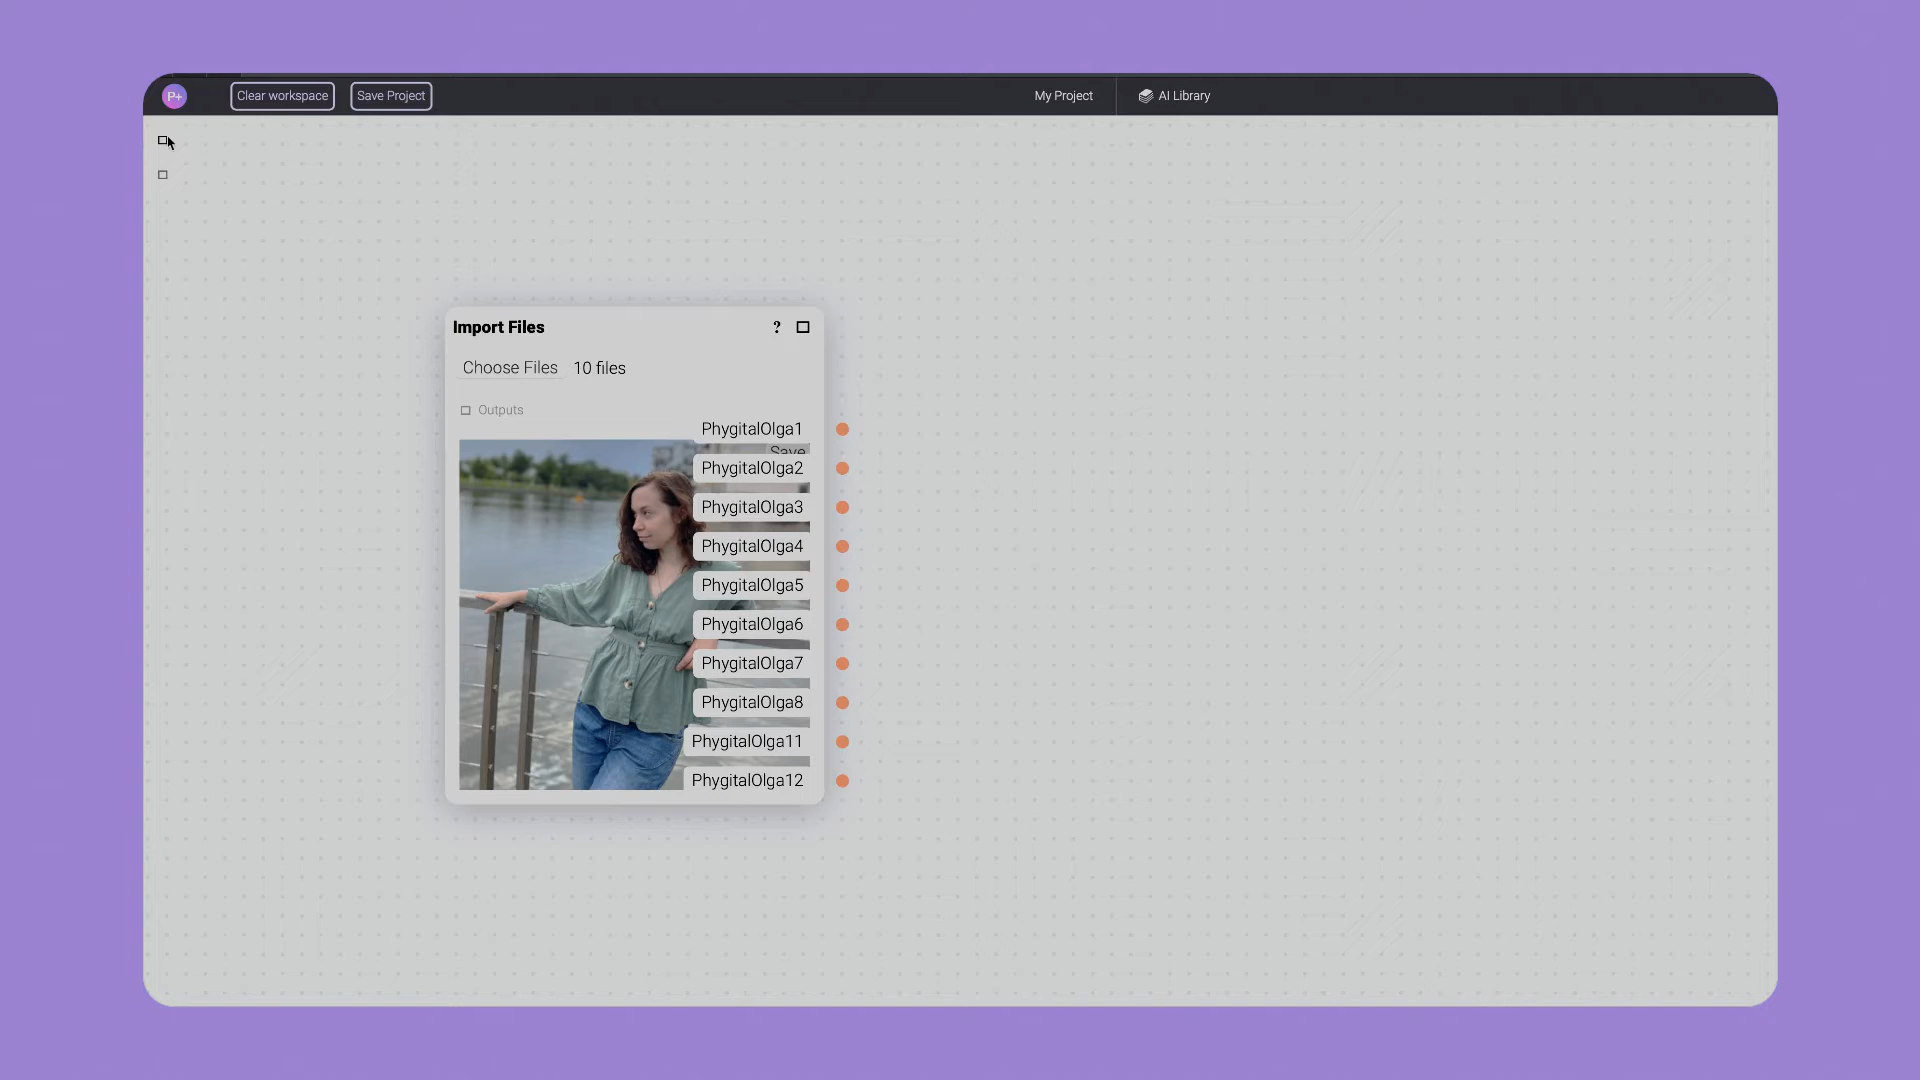 P+
Clear workspace
Save Project
My Project
AI Library
Import Files
?
Choose Files
10 files
Outputs
PhygitalOlga1
Save
PhygitalOlga2
PhygitalOlga3
PhygitalOlga4
PhygitalOlga5
PhygitalOlga6
PhygitalOlga7
PhygitalOlga8
PhygitalOlga11
PhygitalOlga12